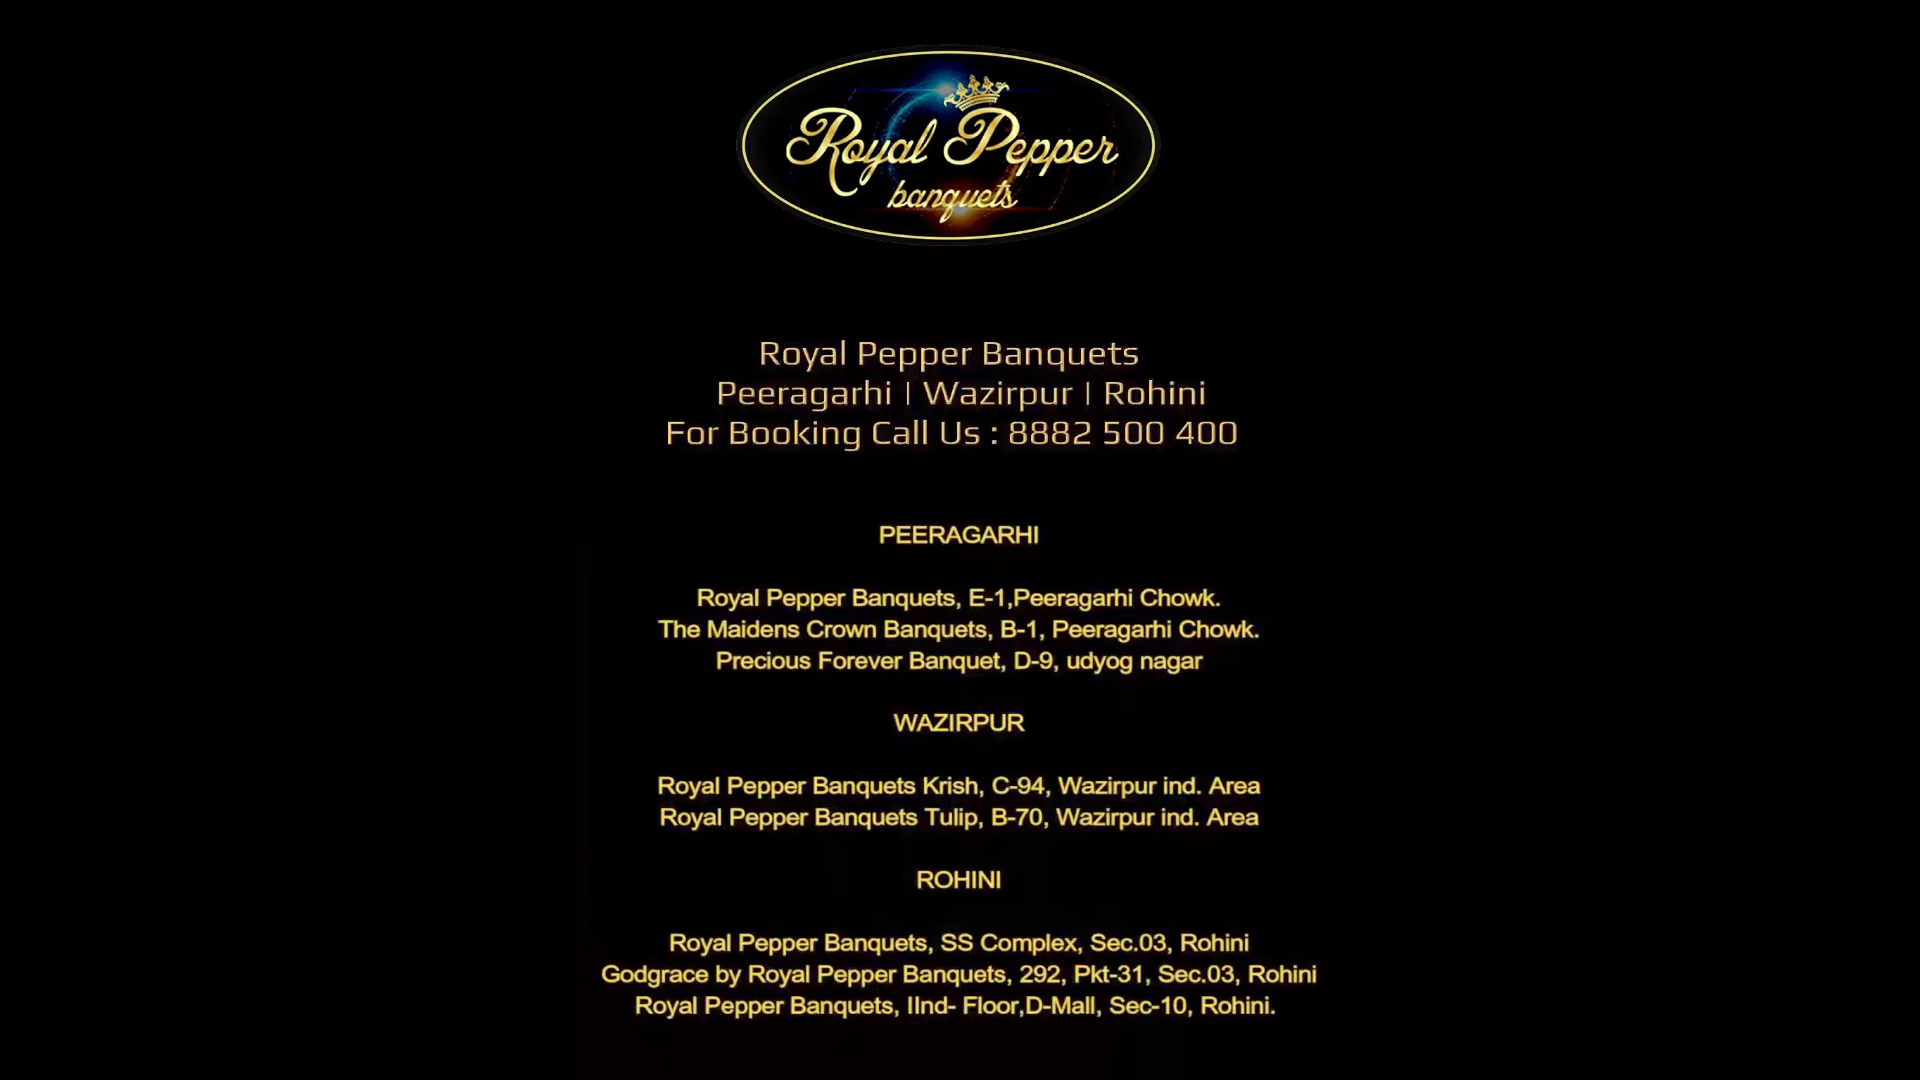 Royal Pepper
banquets
Royal Pepper Banquets
Peeragarhi | Wazirpur | Rohini
For Booking Call Us : 8882 500 400
PEERAGARHI
Royal Pepper Banquets, E-1,Peeragarhi Chowk.
The Maidens Crown Banquets, B-1, Peeragarhi Chowk.
Precious Forever Banquet, D-9, udyog nagar
WAZIRPUR
Royal Pepper Banquets Krish, C-94, Wazirpur ind. Area
Royal Pepper Banquets Tulip, B-70, Wazirpur ind. Area
ROHINI
Royal Pepper Banquets, SS Complex, Sec.03, Rohini
Godgrace by Royal Pepper Banquets, 292, Pkt-31, Sec.03, Rohini
Royal Pepper Banquets, IInd- Floor,D-Mall, Sec-10, Rohini.